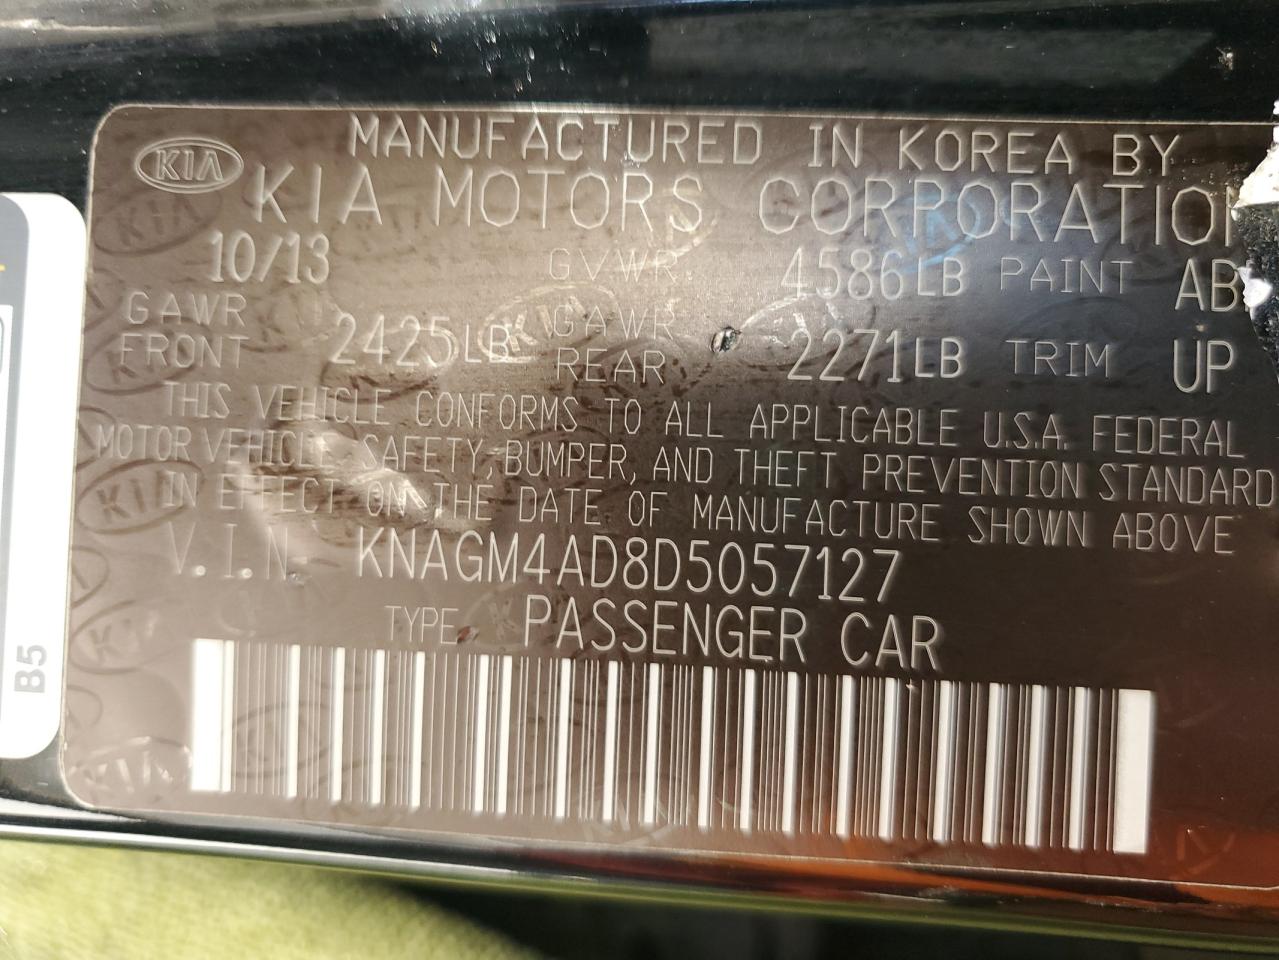 KIA MANUFACTURED IN KOREA BY
KIA MOTORS CORPORATION
10/13 GVWR 4586LB PAINT AB
GAWR FRONT 2425LB GAWR REAR 2271LB TRIM UP
THIS VEHICLE CONFORMS TO ALL APPLICABLE U.S.A. FEDERAL
MOTOR VEHICLE SAFETY, BUMPER, AND THEFT PREVENTION STANDARD
IN EFFECT ON THE DATE OF MANUFACTURE SHOWN ABOVE
V.I.N. KNAGM4AD8D5057127
TYPE PASSENGER CAR
B5